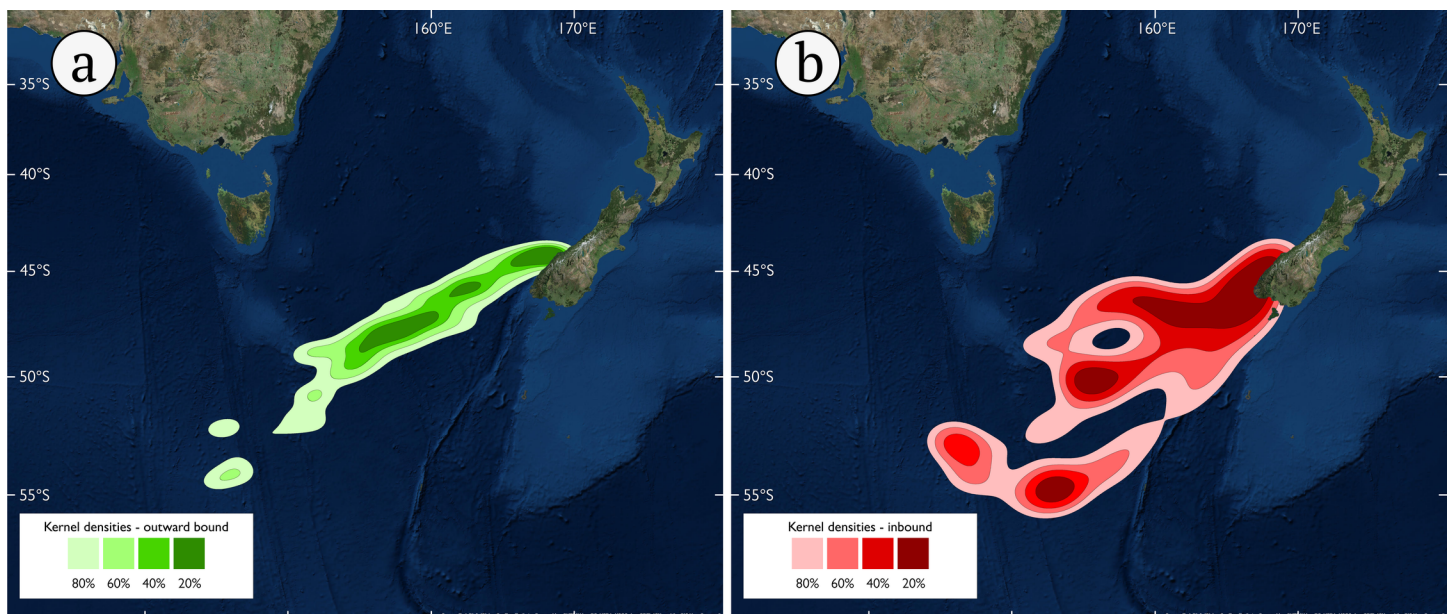 a
160°E 170°E
35°S
40°S
45°S
50°S
55°S
Kernel densities - outward bound
80% 60% 40% 20%
b
160°E 170°E
35°S
40°S
45°S
50°S
55°S
Kernel densities - inbound
80% 60% 40% 20%